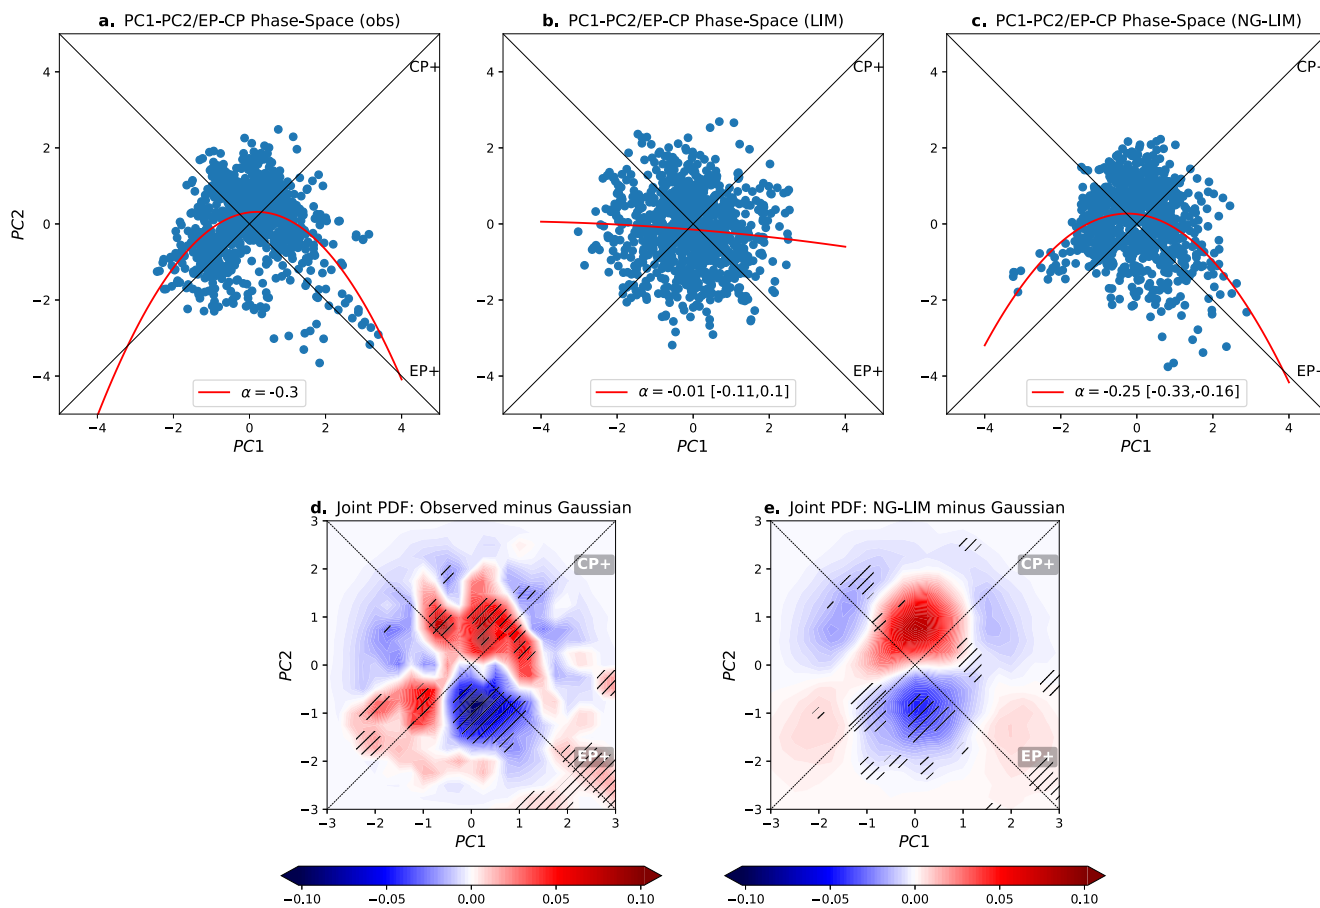 a. PC1-PC2/EP-CP Phase-Space (obs)
b. PC1-PC2/EP-CP Phase-Space (LIM)
c. PC1-PC2/EP-CP Phase-Space (NG-LIM)
CP+
CP+
CP+
4
2
0
−2
−4
4
2
0
−2
−4
4
2
0
−2
−4
PC2
EP+
EP+
EP+
α = -0.3
α = -0.01 [-0.11,0.1]
α = -0.25 [-0.33,-0.16]
−4 −2 0 2 4
−4 −2 0 2 4
−4 −2 0 2 4
PC1
PC1
PC1
d. Joint PDF: Observed minus Gaussian
e. Joint PDF: NG-LIM minus Gaussian
3
2
1
0
−1
−2
−3
PC2
CP+
EP+
−3 −2 −1 0 1 2 3
PC1
3
2
1
0
−1
−2
−3
PC2
CP+
EP+
−3 −2 −1 0 1 2 3
PC1
−0.10 −0.05 0.00 0.05 0.10
−0.10 −0.05 0.00 0.05 0.10